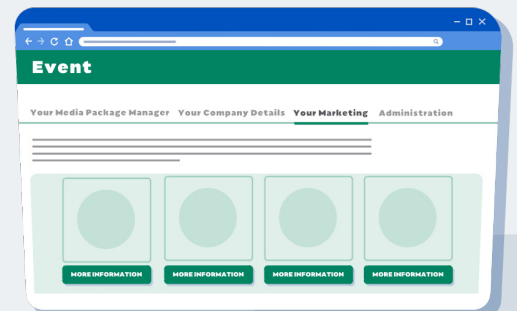 Event
Your Media Package Manager Your Company Details Your Marketing Administration
MORE INFORMATION MORE INFORMATION MORE INFORMATION MORE INFORMATION